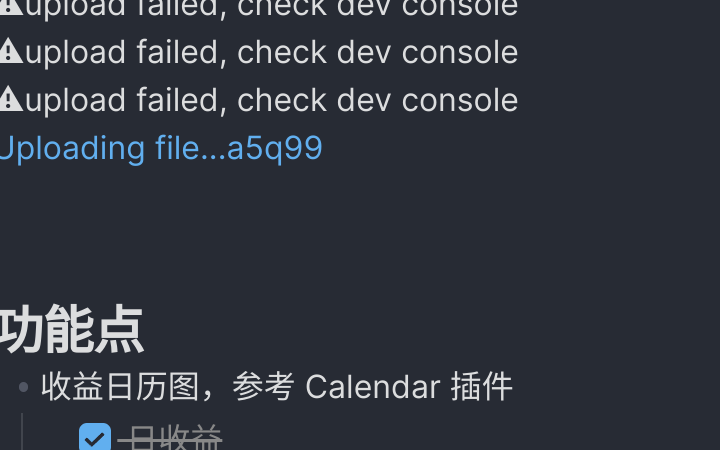 ⚠upload failed, check dev console
⚠upload failed, check dev console
⚠upload failed, check dev console
Uploading file...a5q99
功能点
收益日历图，参考 Calendar 插件
日收益